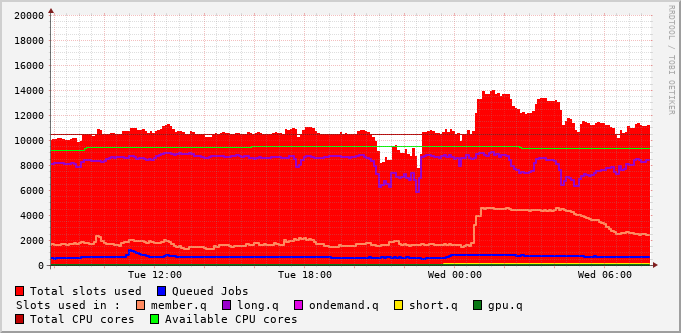 20000
18000
16000
14000
12000
10000
8000
6000
4000
2000
0
Tue 12:00 Tue 18:00 Wed 00:00 Wed 06:00
RRDTOOL / TOBI OETIKER
Total slots used Queued Jobs
Slots used in : member.q long.q ondemand.q short.q gpu.q
Total CPU cores Available CPU cores